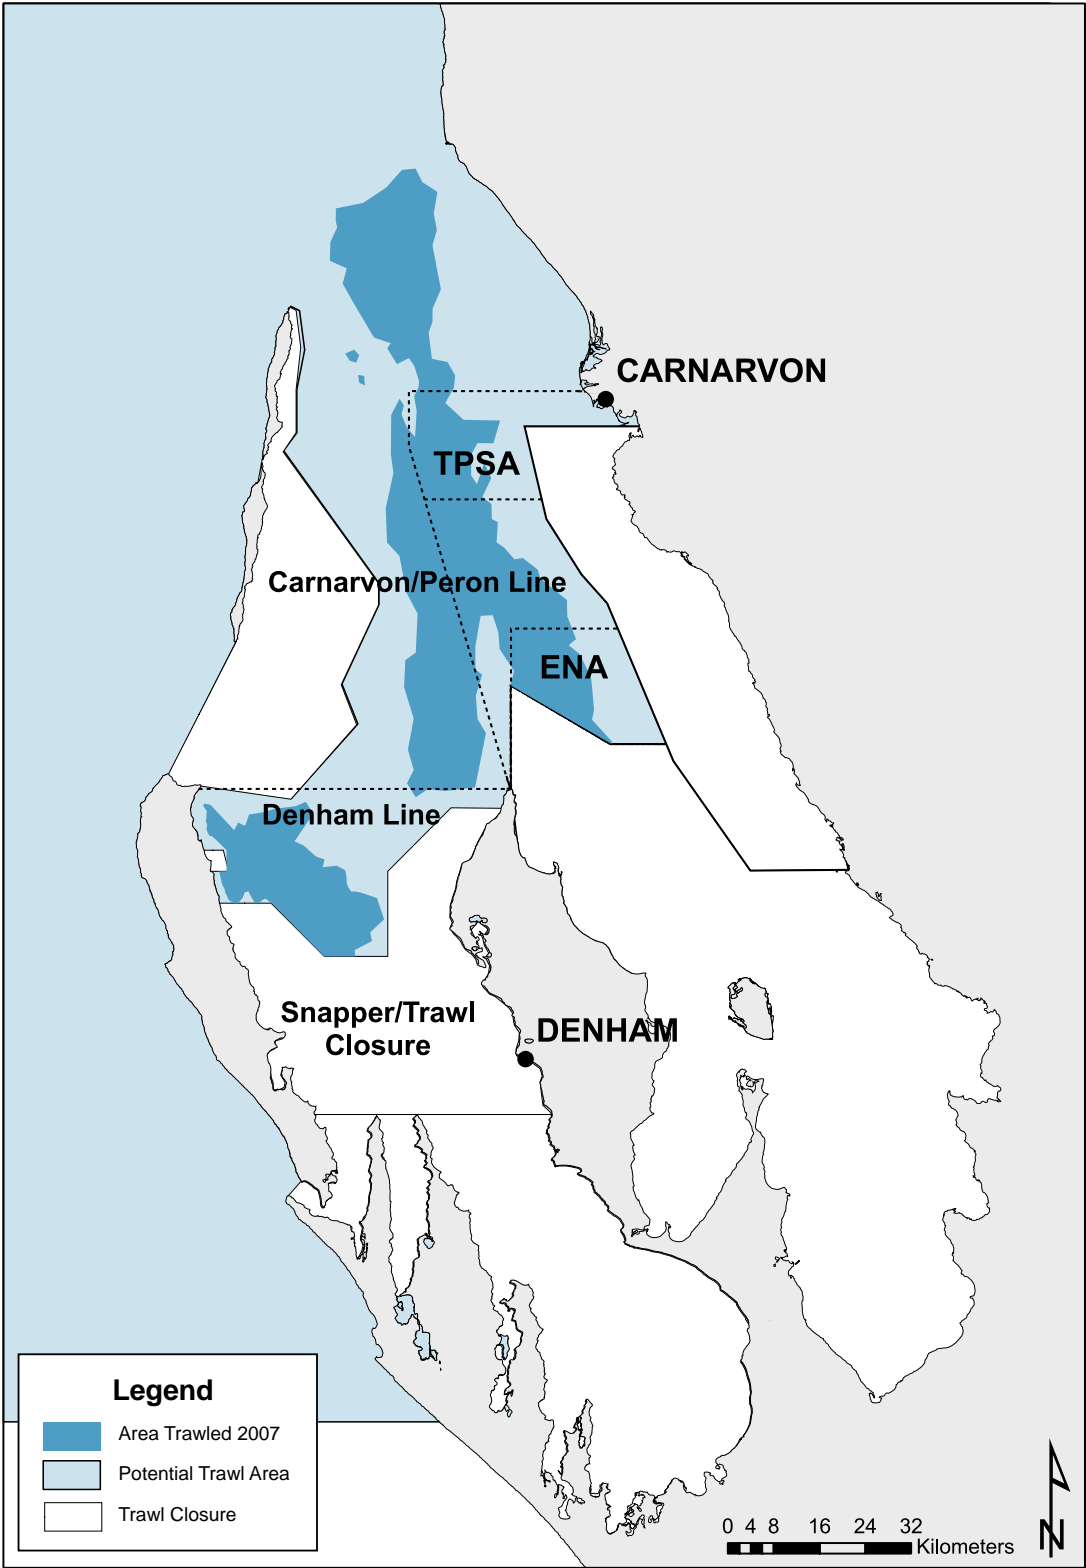 CARNARVON
TPSA
Carnarvon/Peron Line
ENA
Denham Line
Snapper/Trawl
Closure
DENHAM
Legend
Area Trawled 2007
Potential Trawl Area
Trawl Closure
0 4 8 16 24 32
Kilometers
N